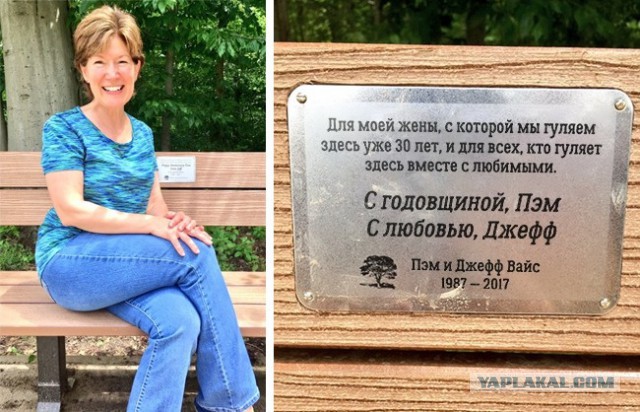 Для моей жены, с которой мы гуляем
здесь уже 30 лет, и для всех, кто гуляет
здесь вместе с любимыми.
С годовщиной, Пэм
С любовью, Джефф
Пэм и Джефф Вайс
1987 — 2017
YAPLAKAL.COM